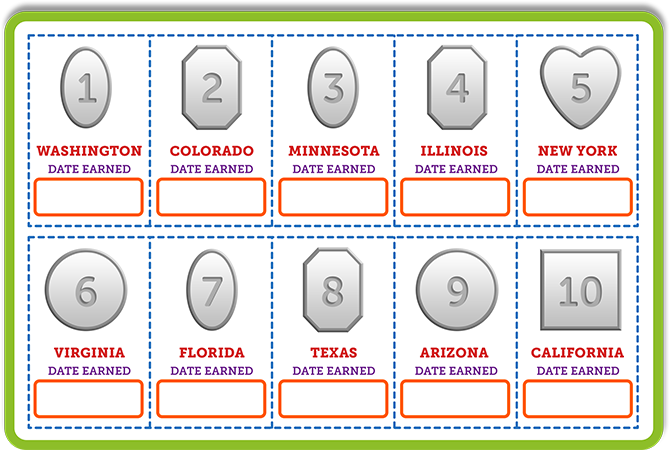 1 2 3 4 5
WASHINGTON COLORADO MINNESOTA ILLINOIS NEW YORK
DATE EARNED DATE EARNED DATE EARNED DATE EARNED DATE EARNED
6 7 8 9 10
VIRGINIA FLORIDA TEXAS ARIZONA CALIFORNIA
DATE EARNED DATE EARNED DATE EARNED DATE EARNED DATE EARNED